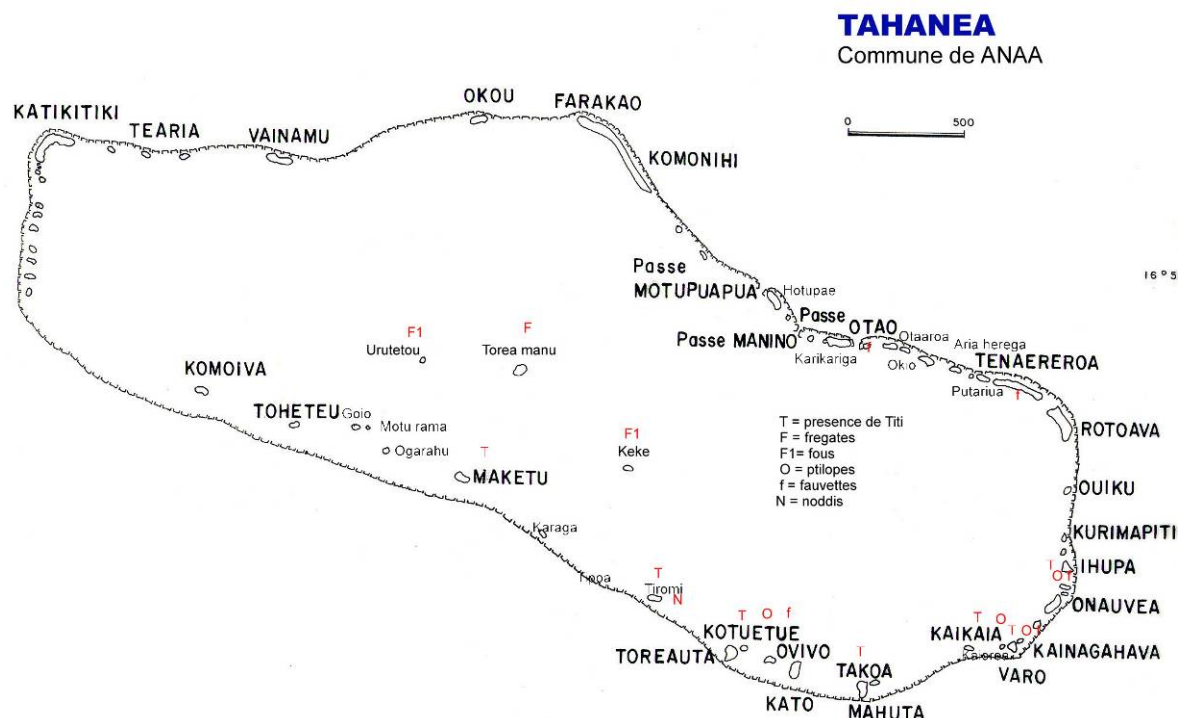 TAHANEA
Commune de ANAA
0 500
KATIKITIKI
TEARIA
VAINAMU
OKOU
FARAKAO
KOMONIHI
16°5
Passe
MOTUPUAPUA
Hotupae
Passe
Passe MANINO
OTAO
f
Karikariga
Otaaroa
Okio
Aria herega
TENAEREROA
Putariua
f
ROTOAVA
F1
Urutetou
F
Torea manu
KOMOIVA
TOHETEU
Goio
Motu rama
Ogarahu
T
MAKETU
F1
Keke
T = presence de Titi
F = fregates
F1= fous
O = ptilopes
f = fauvettes
N = noddis
OUIKU
KURIMAPITI
Karaga
T
O f
IHUPA
T
Tiromi
N
ONAUVEA
T O f
KOTUETUE
TOREAUTA
OVIVO
KATO
T
TAKOA
MAHUTA
T
KAIKAIA
O
T O f
KAINAGAHAVA
VARO